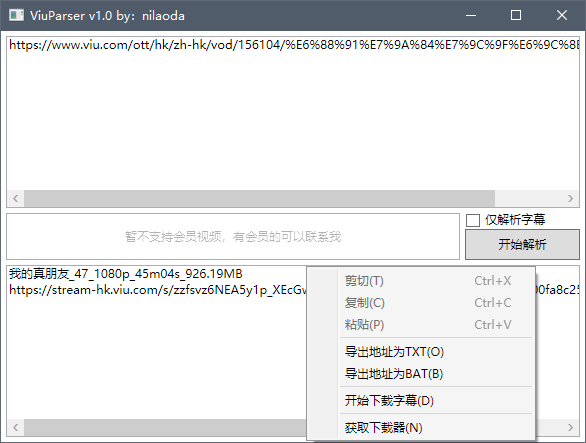 ViuParser v1.0 by：nilaoda
https://www.viu.com/ott/hk/zh-hk/vod/156104/%E6%88%91%E7%9A%84%E7%9C%9F%E6%9C%8B
暂不支持会员视频，有会员的可以联系我
仅解析字幕
开始解析
我的真朋友_47_1080p_45m04s_926.19MB
https://stream-hk.viu.com/s/zzfsvz6NEA5y1p_XEcGv
00fa8c25
剪切(T) Ctrl+X
复制(C) Ctrl+C
粘贴(P) Ctrl+V
导出地址为TXT(O)
导出地址为BAT(B)
开始下载字幕(D)
获取下载器(N)